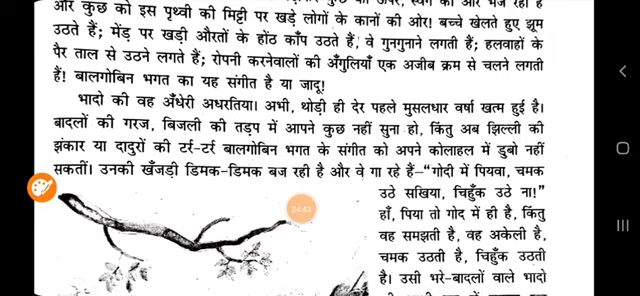 और कुछ को इस पृथ्वी की मिट्टी पर खड़े लोगों के कानों की ओर! बच्चे खेलते हुए झूम
उठते हैं; मेंड़ पर खड़ी औरतों के होंठ काँप उठते हैं, वे गुनगुनाने लगती हैं; हलवाहों के
पैर ताल से उठने लगते हैं; रोपनी करनेवालों की अँगुलियाँ एक अजीब क्रम से चलने लगती
हैं! बालगोबिन भगत का यह संगीत है या जादू!
भादो की वह अँधेरी अधरतिया। अभी, थोड़ी ही देर पहले मुसलधार वर्षा खत्म हुई है।
बादलों की गरज, बिजली की तड़प में आपने कुछ नहीं सुना हो, किंतु अब झिल्ली की
झंकार या दादुरों की टर्र-टर्र बालगोबिन भगत के संगीत को अपने कोलाहल में डुबो नहीं
सकतीं। उनकी खँजड़ी डिमक-डिमक बज रही है और वे गा रहे हैं-“गोदी में पियवा, चमक
उठे सखिया, चिहुँक उठे ना!”
04:43
हाँ, पिया तो गोद में ही है, किंतु
वह समझती है, वह अकेली है,
चमक उठती है, चिहुँक उठती
है। उसी भरे-बादलों वाले भादो